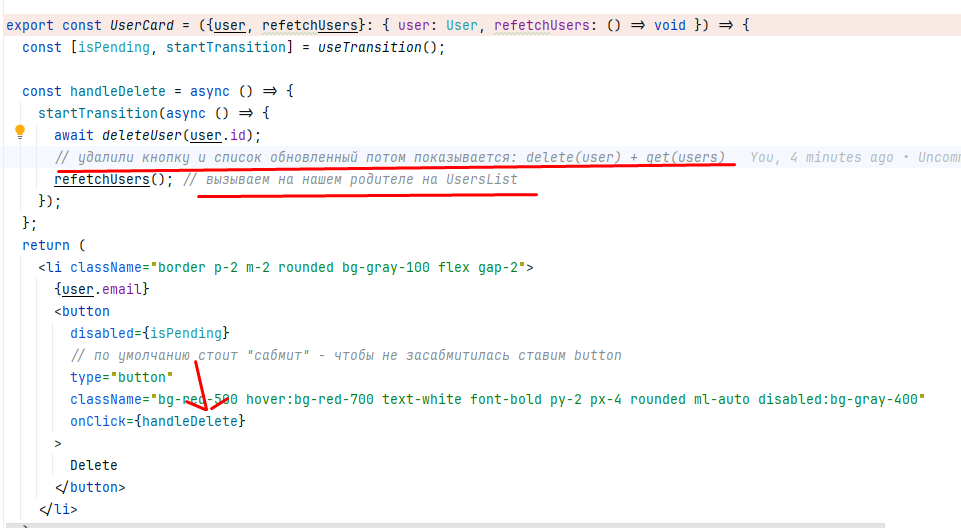 export const UserCard = ({user, refetchUsers}: { user: User, refetchUsers: () => void }) => {
const [isPending, startTransition] = useTransition();
const handleDelete = async () => {
startTransition(async () => {
await deleteUser(user.id);
// удалили кнопку и список обновленный потом показывается: delete(user) + get(users) You, 4 minutes ago • Uncomm
refetchUsers(); // вызываем на нашем родителе на UsersList
});
};
return (
<li className="border p-2 m-2 rounded bg-gray-100 flex gap-2">
{user.email}
<button
disabled={isPending}
// по умолчанию стоит "сабмит" - чтобы не засабмитилась ставим button
type="button"
className="bg-red-500 hover:bg-red-700 text-white font-bold py-2 px-4 rounded ml-auto disabled:bg-gray-400"
onClick={handleDelete}
>
Delete
</button>
</li>